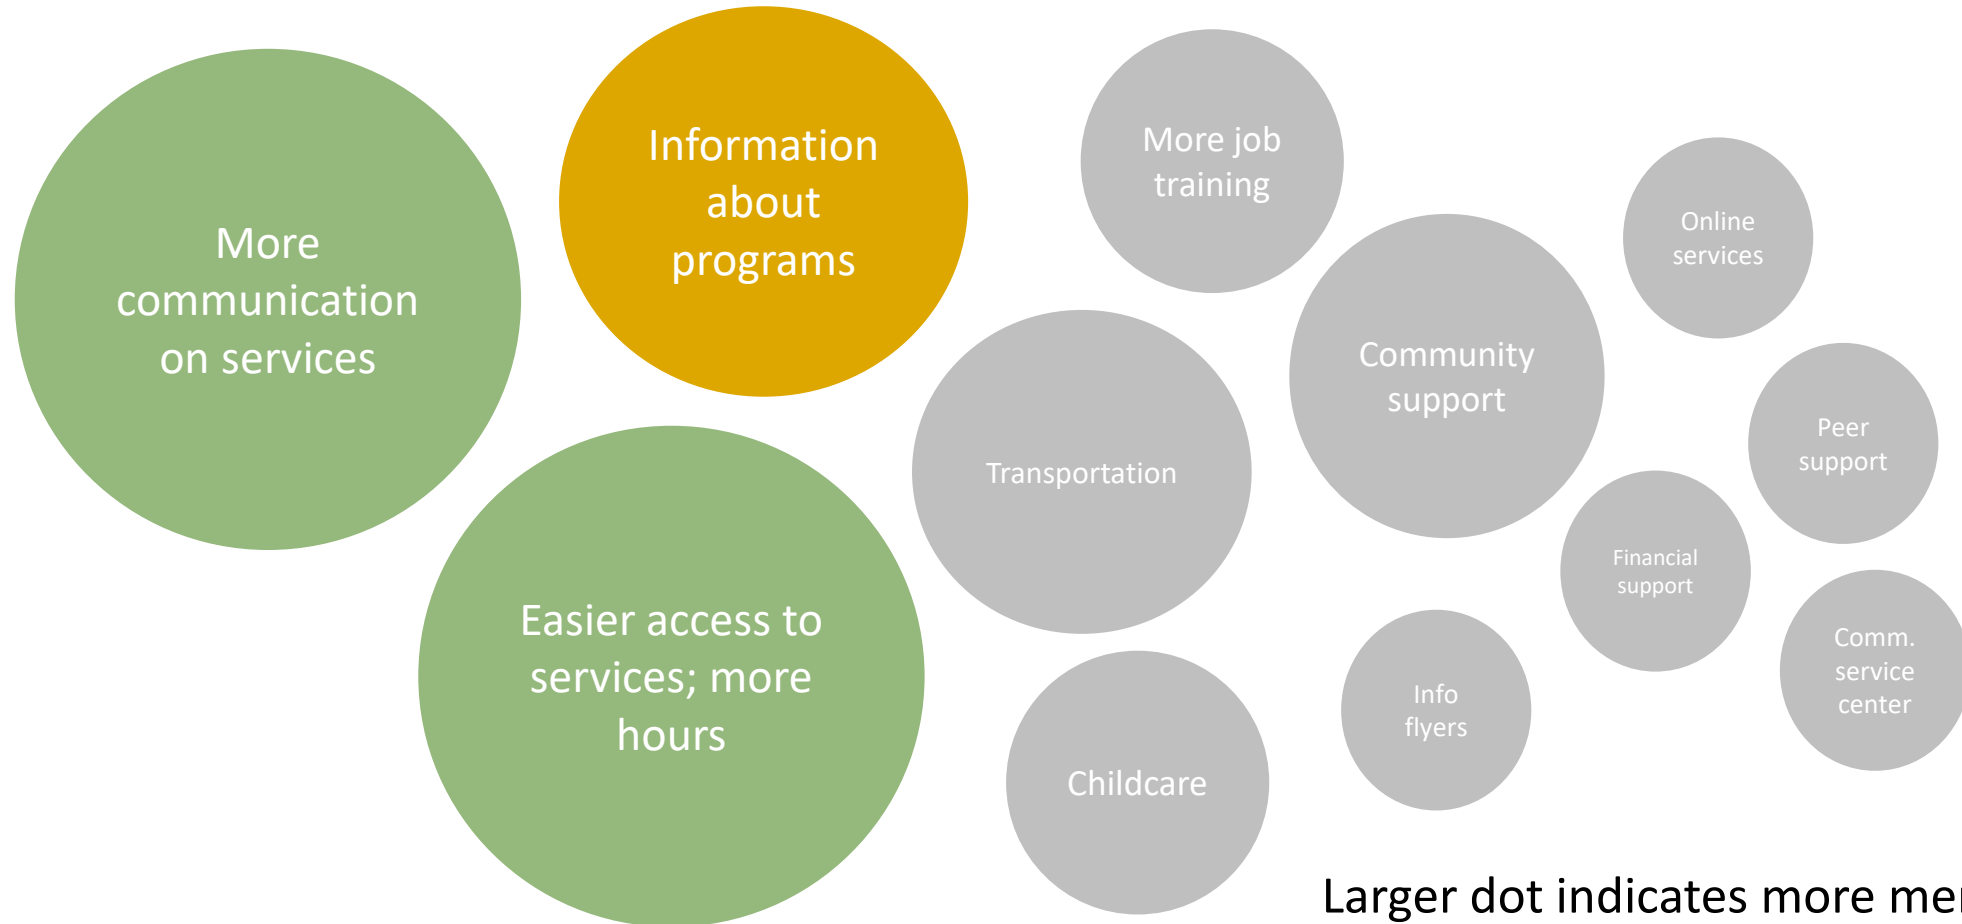 More
communication
on services
Information
about
programs
Easier access to
services; more
hours
More job
training
Transportation
Childcare
Community
support
Online
services
Peer
support
Financial
support
Info
flyers
Comm.
service
center
Larger dot indicates more